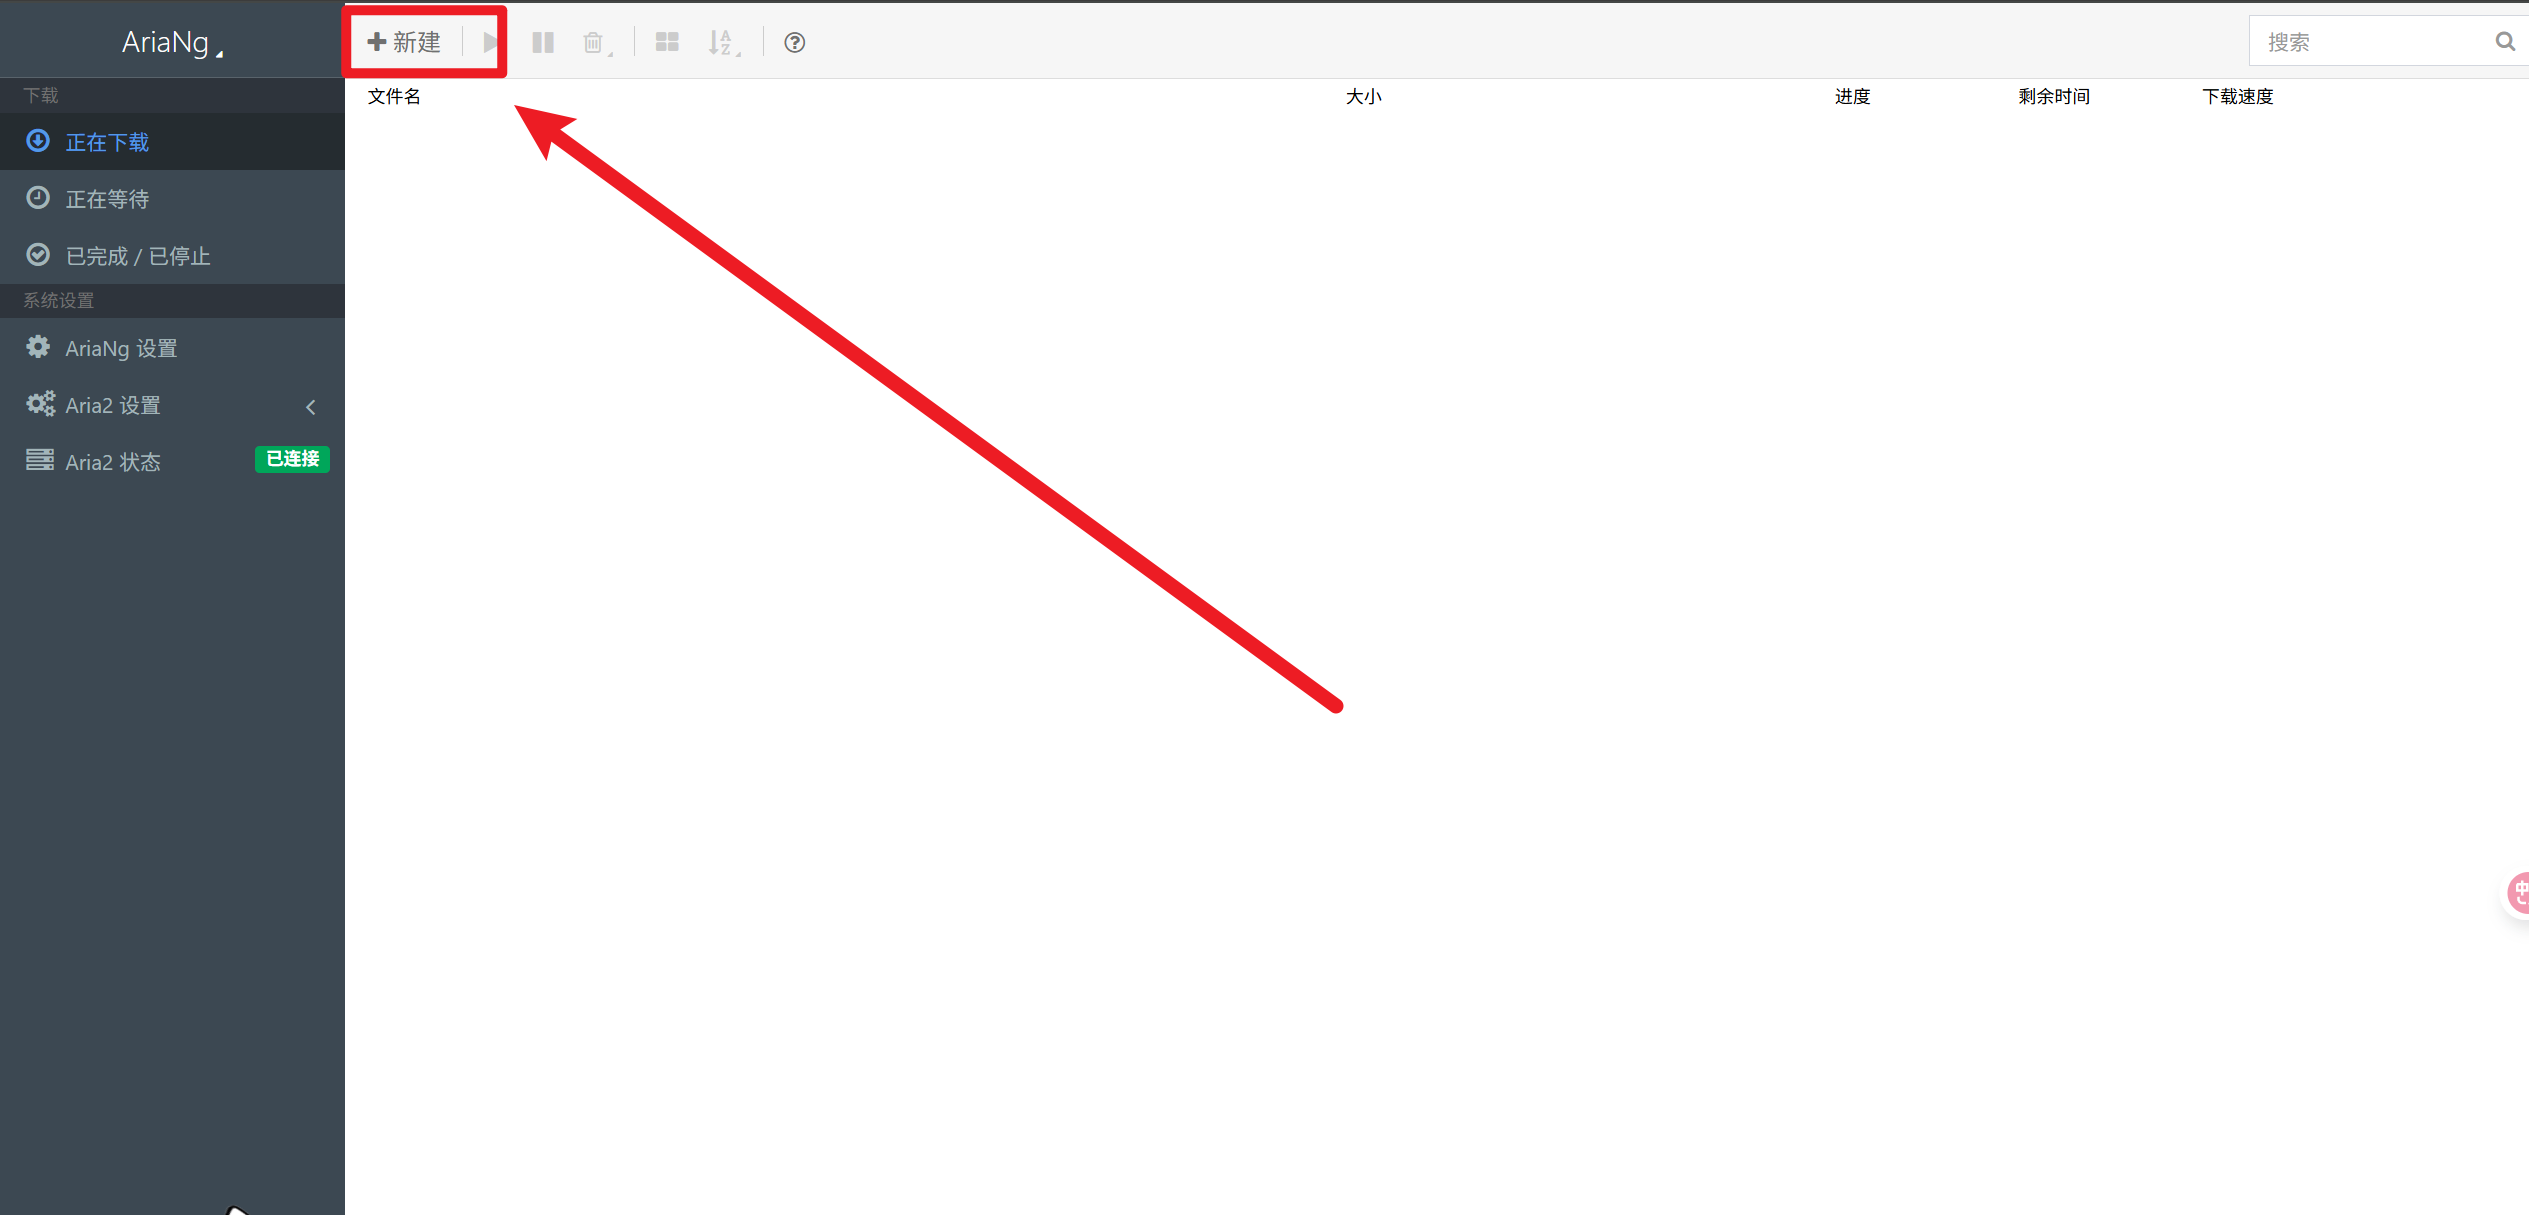 AriaNg
新建
搜索
下载
文件名 大小 进度 剩余时间 下载速度
正在下载
正在等待
已完成 / 已停止
系统设置
AriaNg 设置
Aria2 设置
Aria2 状态 已连接
中